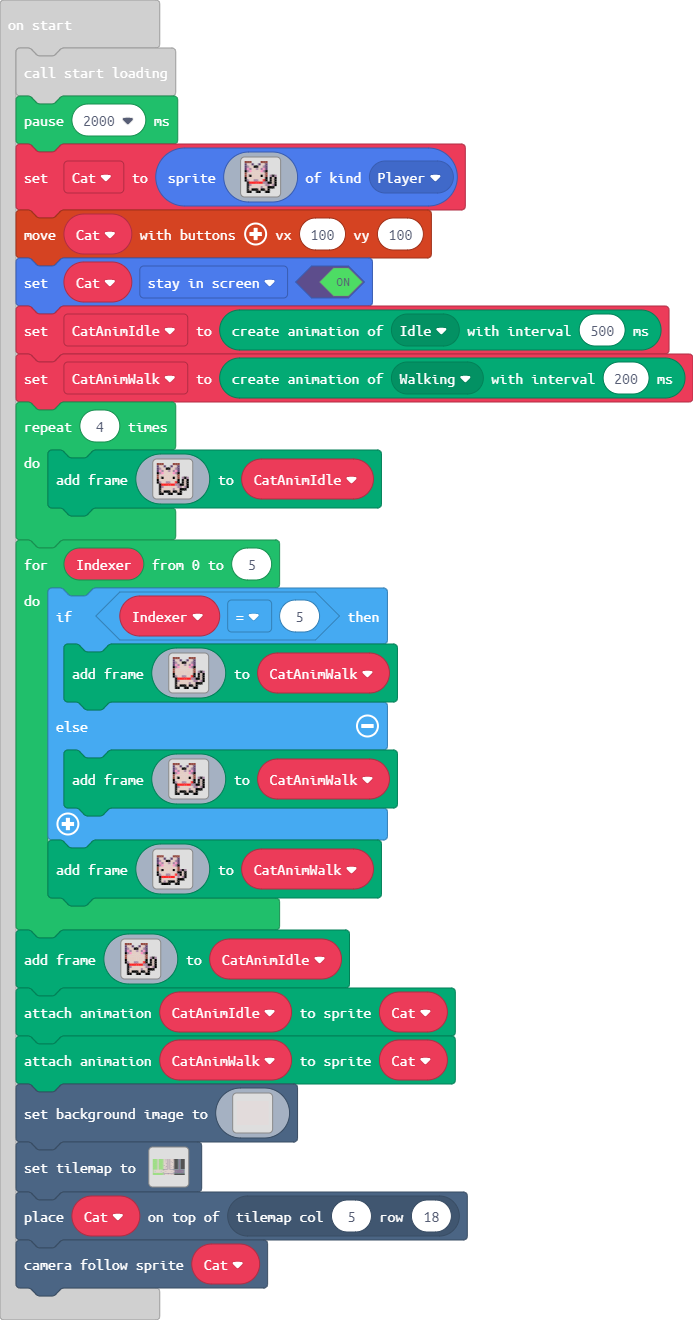 on start
call start loading
pause 2000 ms
set Cat to sprite of kind Player
move Cat with buttons vx 100 vy 100
set Cat stay in screen ON
set CatAnimIdle to create animation of Idle with interval 500 ms
set CatAnimWalk to create animation of Walking with interval 200 ms
repeat 4 times
do
add frame to CatAnimIdle
for Indexer from 0 to 5
do
if Indexer = 5 then
add frame to CatAnimWalk
else
add frame to CatAnimWalk
add frame to CatAnimWalk
add frame to CatAnimIdle
attach animation CatAnimIdle to sprite Cat
attach animation CatAnimWalk to sprite Cat
set background image to
set tilemap to
place Cat on top of tilemap col 5 row 18
camera follow sprite Cat